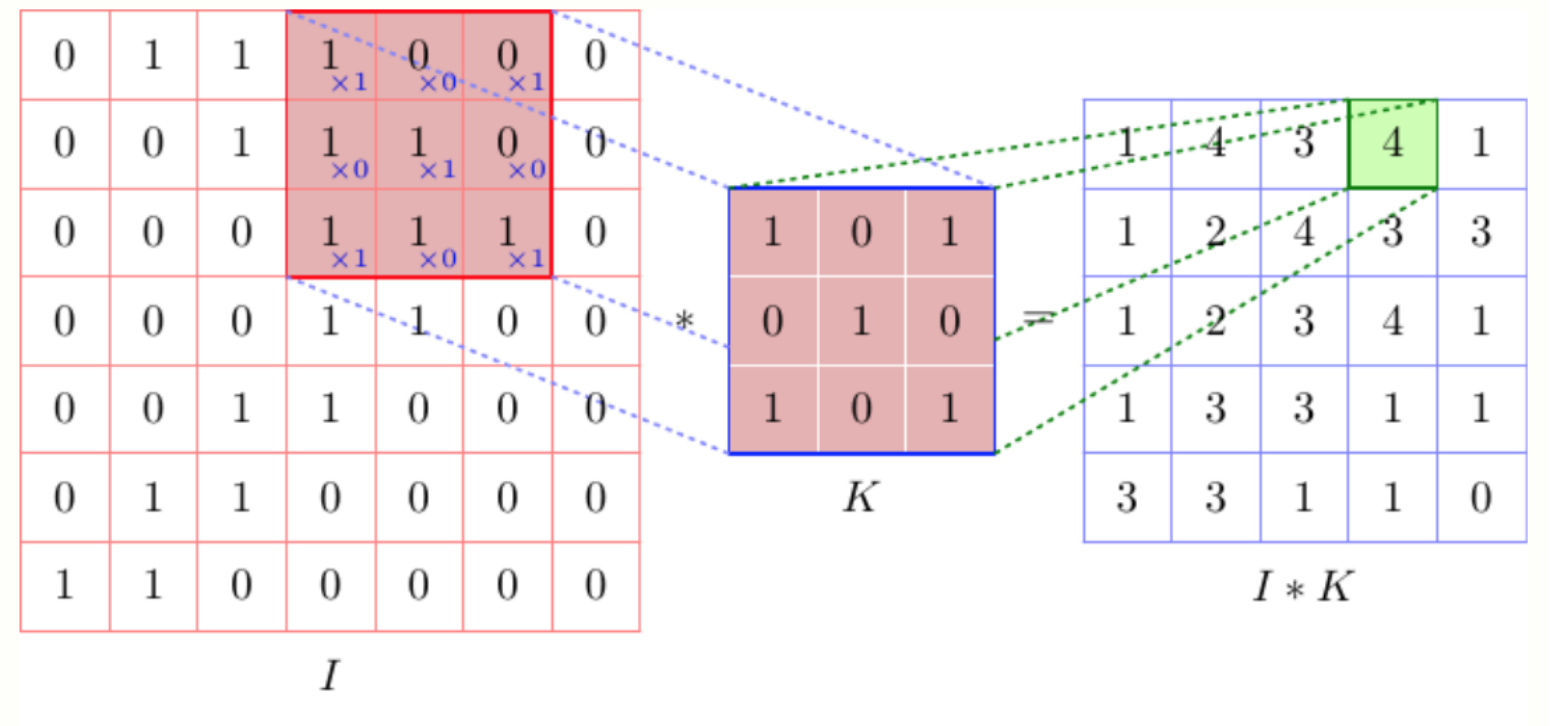 0 1 1 1 ×1 0 ×0 0 ×1 0
0 0 1 1 ×0 1 ×1 0 ×0 0
0 0 0 1 ×1 1 ×0 1 ×1 0
0 0 0 1 1 0 0
0 0 1 1 0 0 0
0 1 1 0 0 0 0
1 1 0 0 0 0 0
I
*
1 0 1
0 1 0
1 0 1
K
=
1 4 3 4 1
1 2 4 3 3
1 2 3 4 1
1 3 3 1 1
3 3 1 1 0
I * K